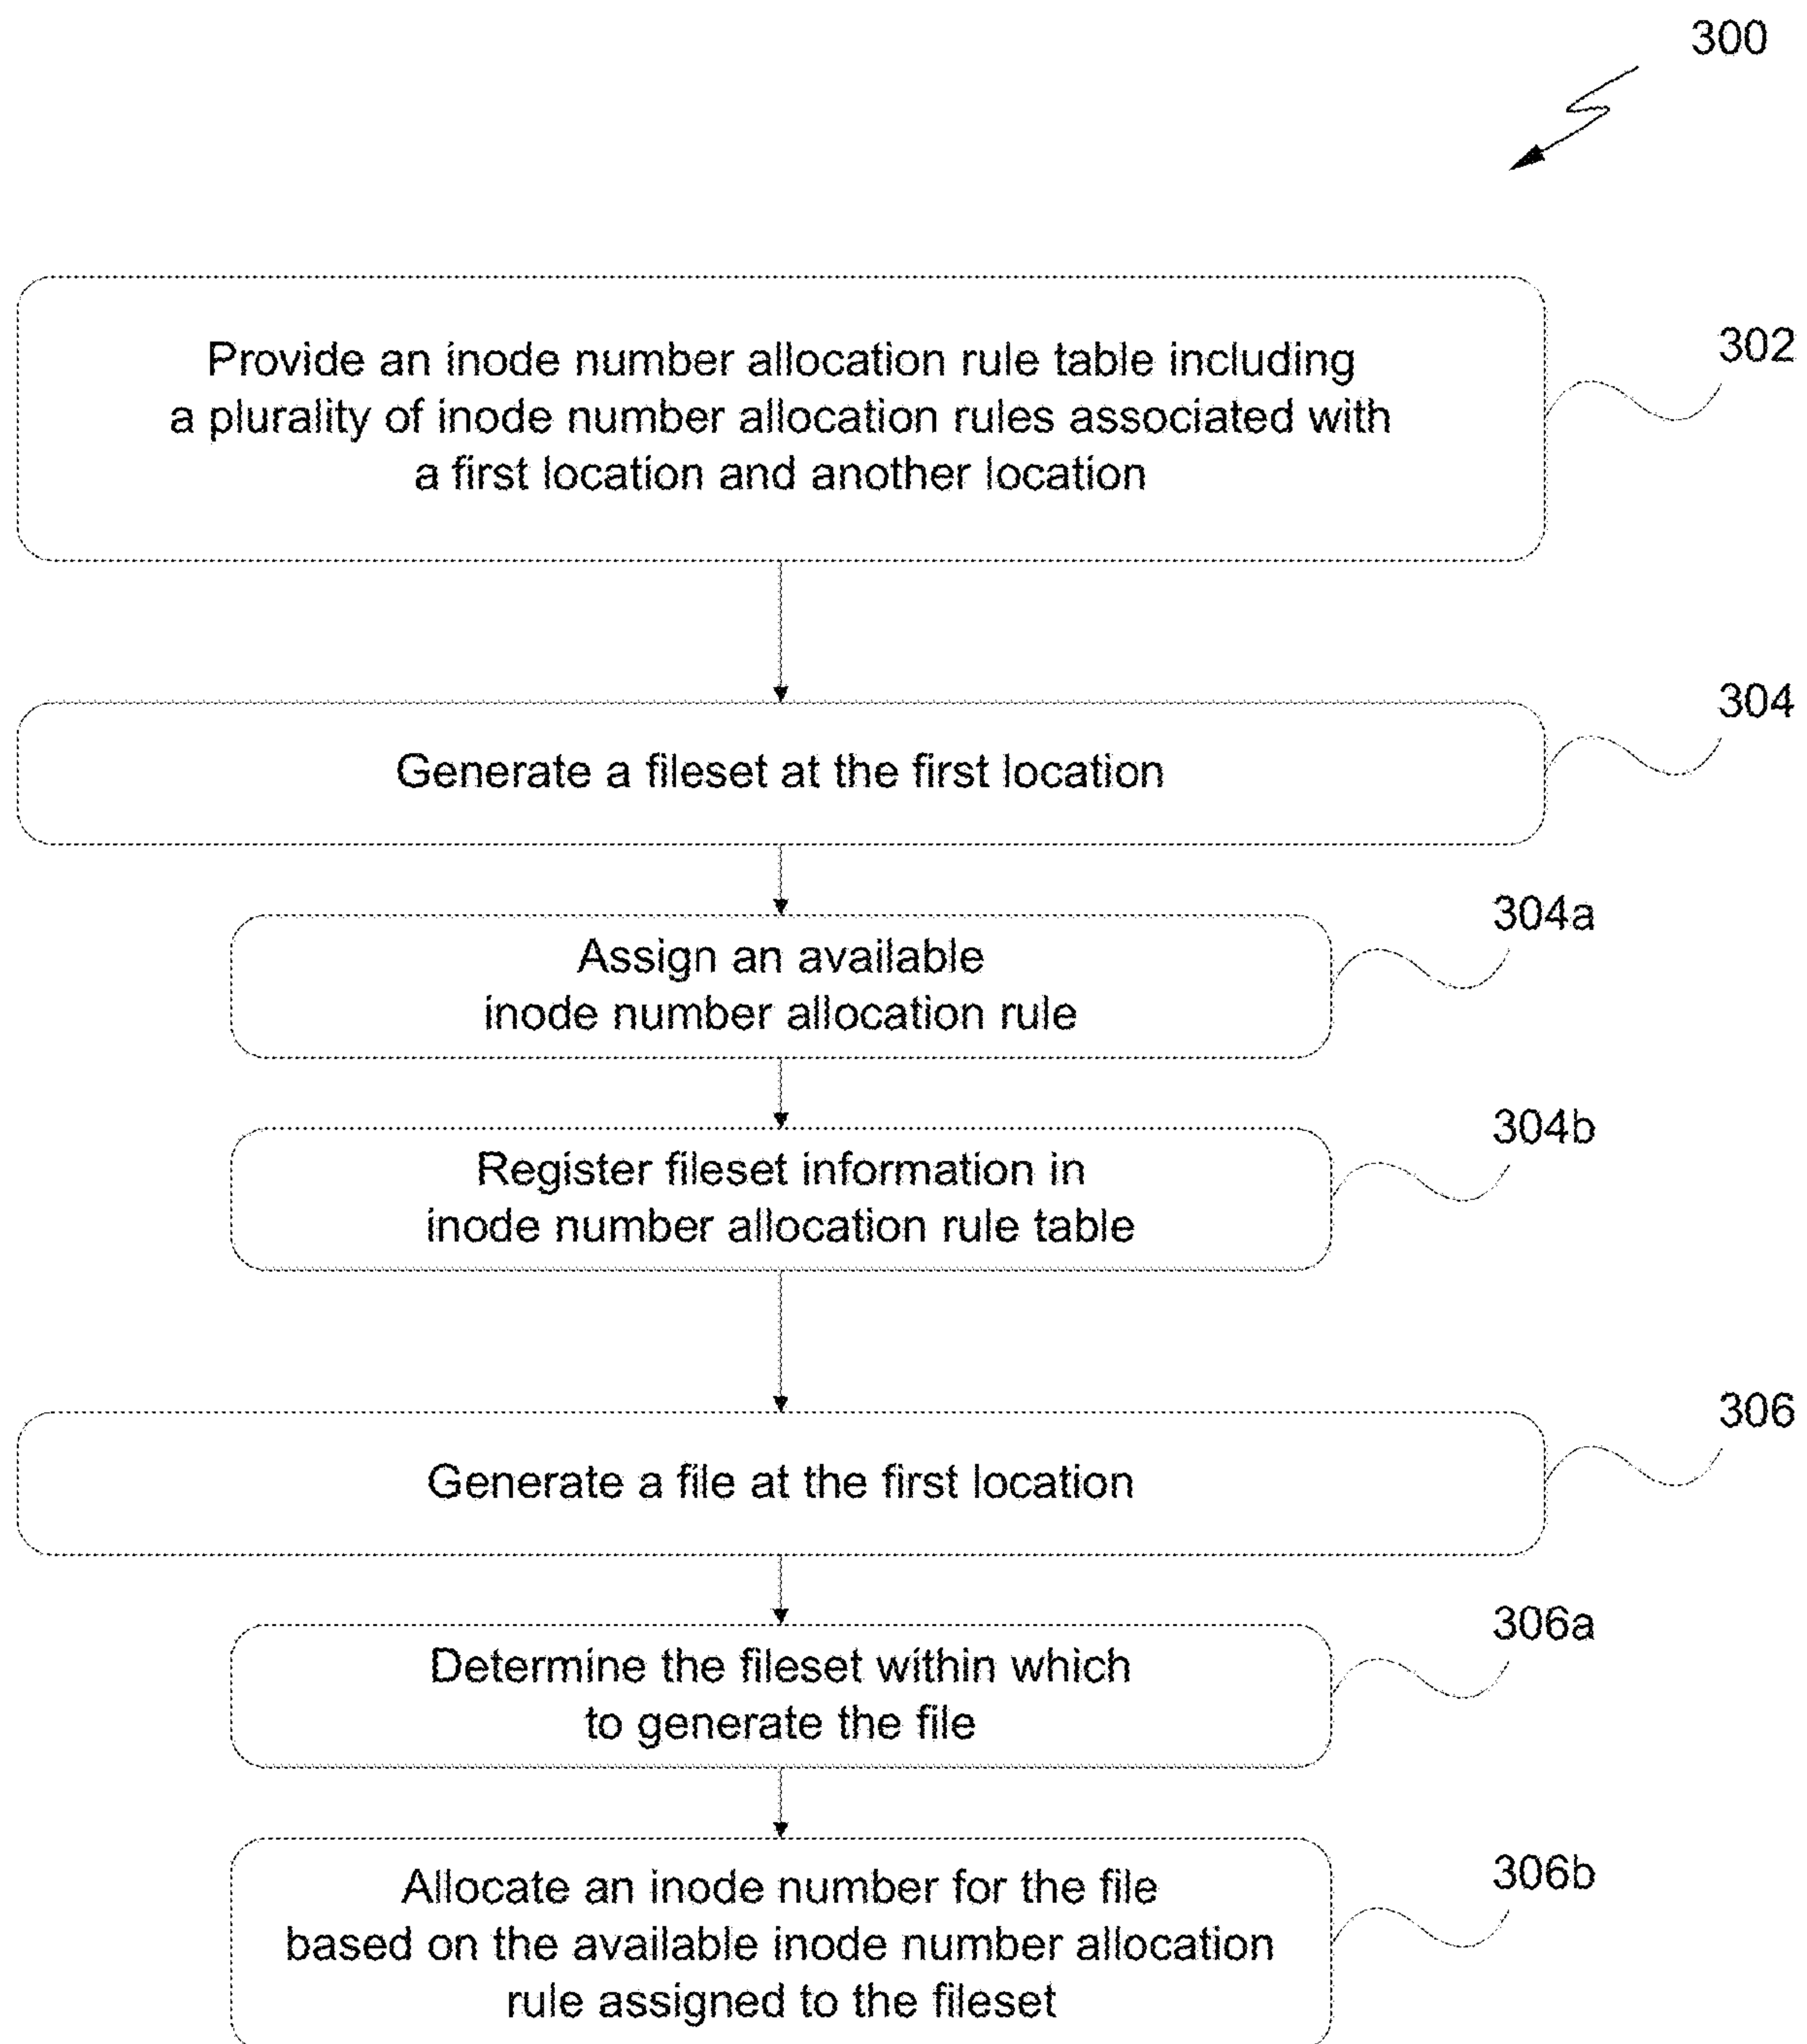 300
Provide an inode number allocation rule table including
a plurality of inode number allocation rules associated with
a first location and another location
302
Generate a fileset at the first location
304
Assign an available
inode number allocation rule
304a
Register fileset information in
inode number allocation rule table
304b
Generate a file at the first location
306
Determine the fileset within which
to generate the file
306a
Allocate an inode number for the file
based on the available inode number allocation
rule assigned to the fileset
306b